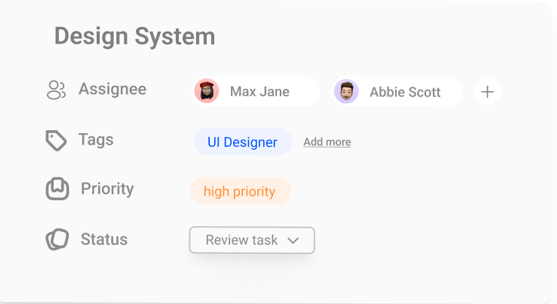 Design System
Assignee Max Jane Abbie Scott
Tags UI Designer Add more
Priority high priority
Status Review task